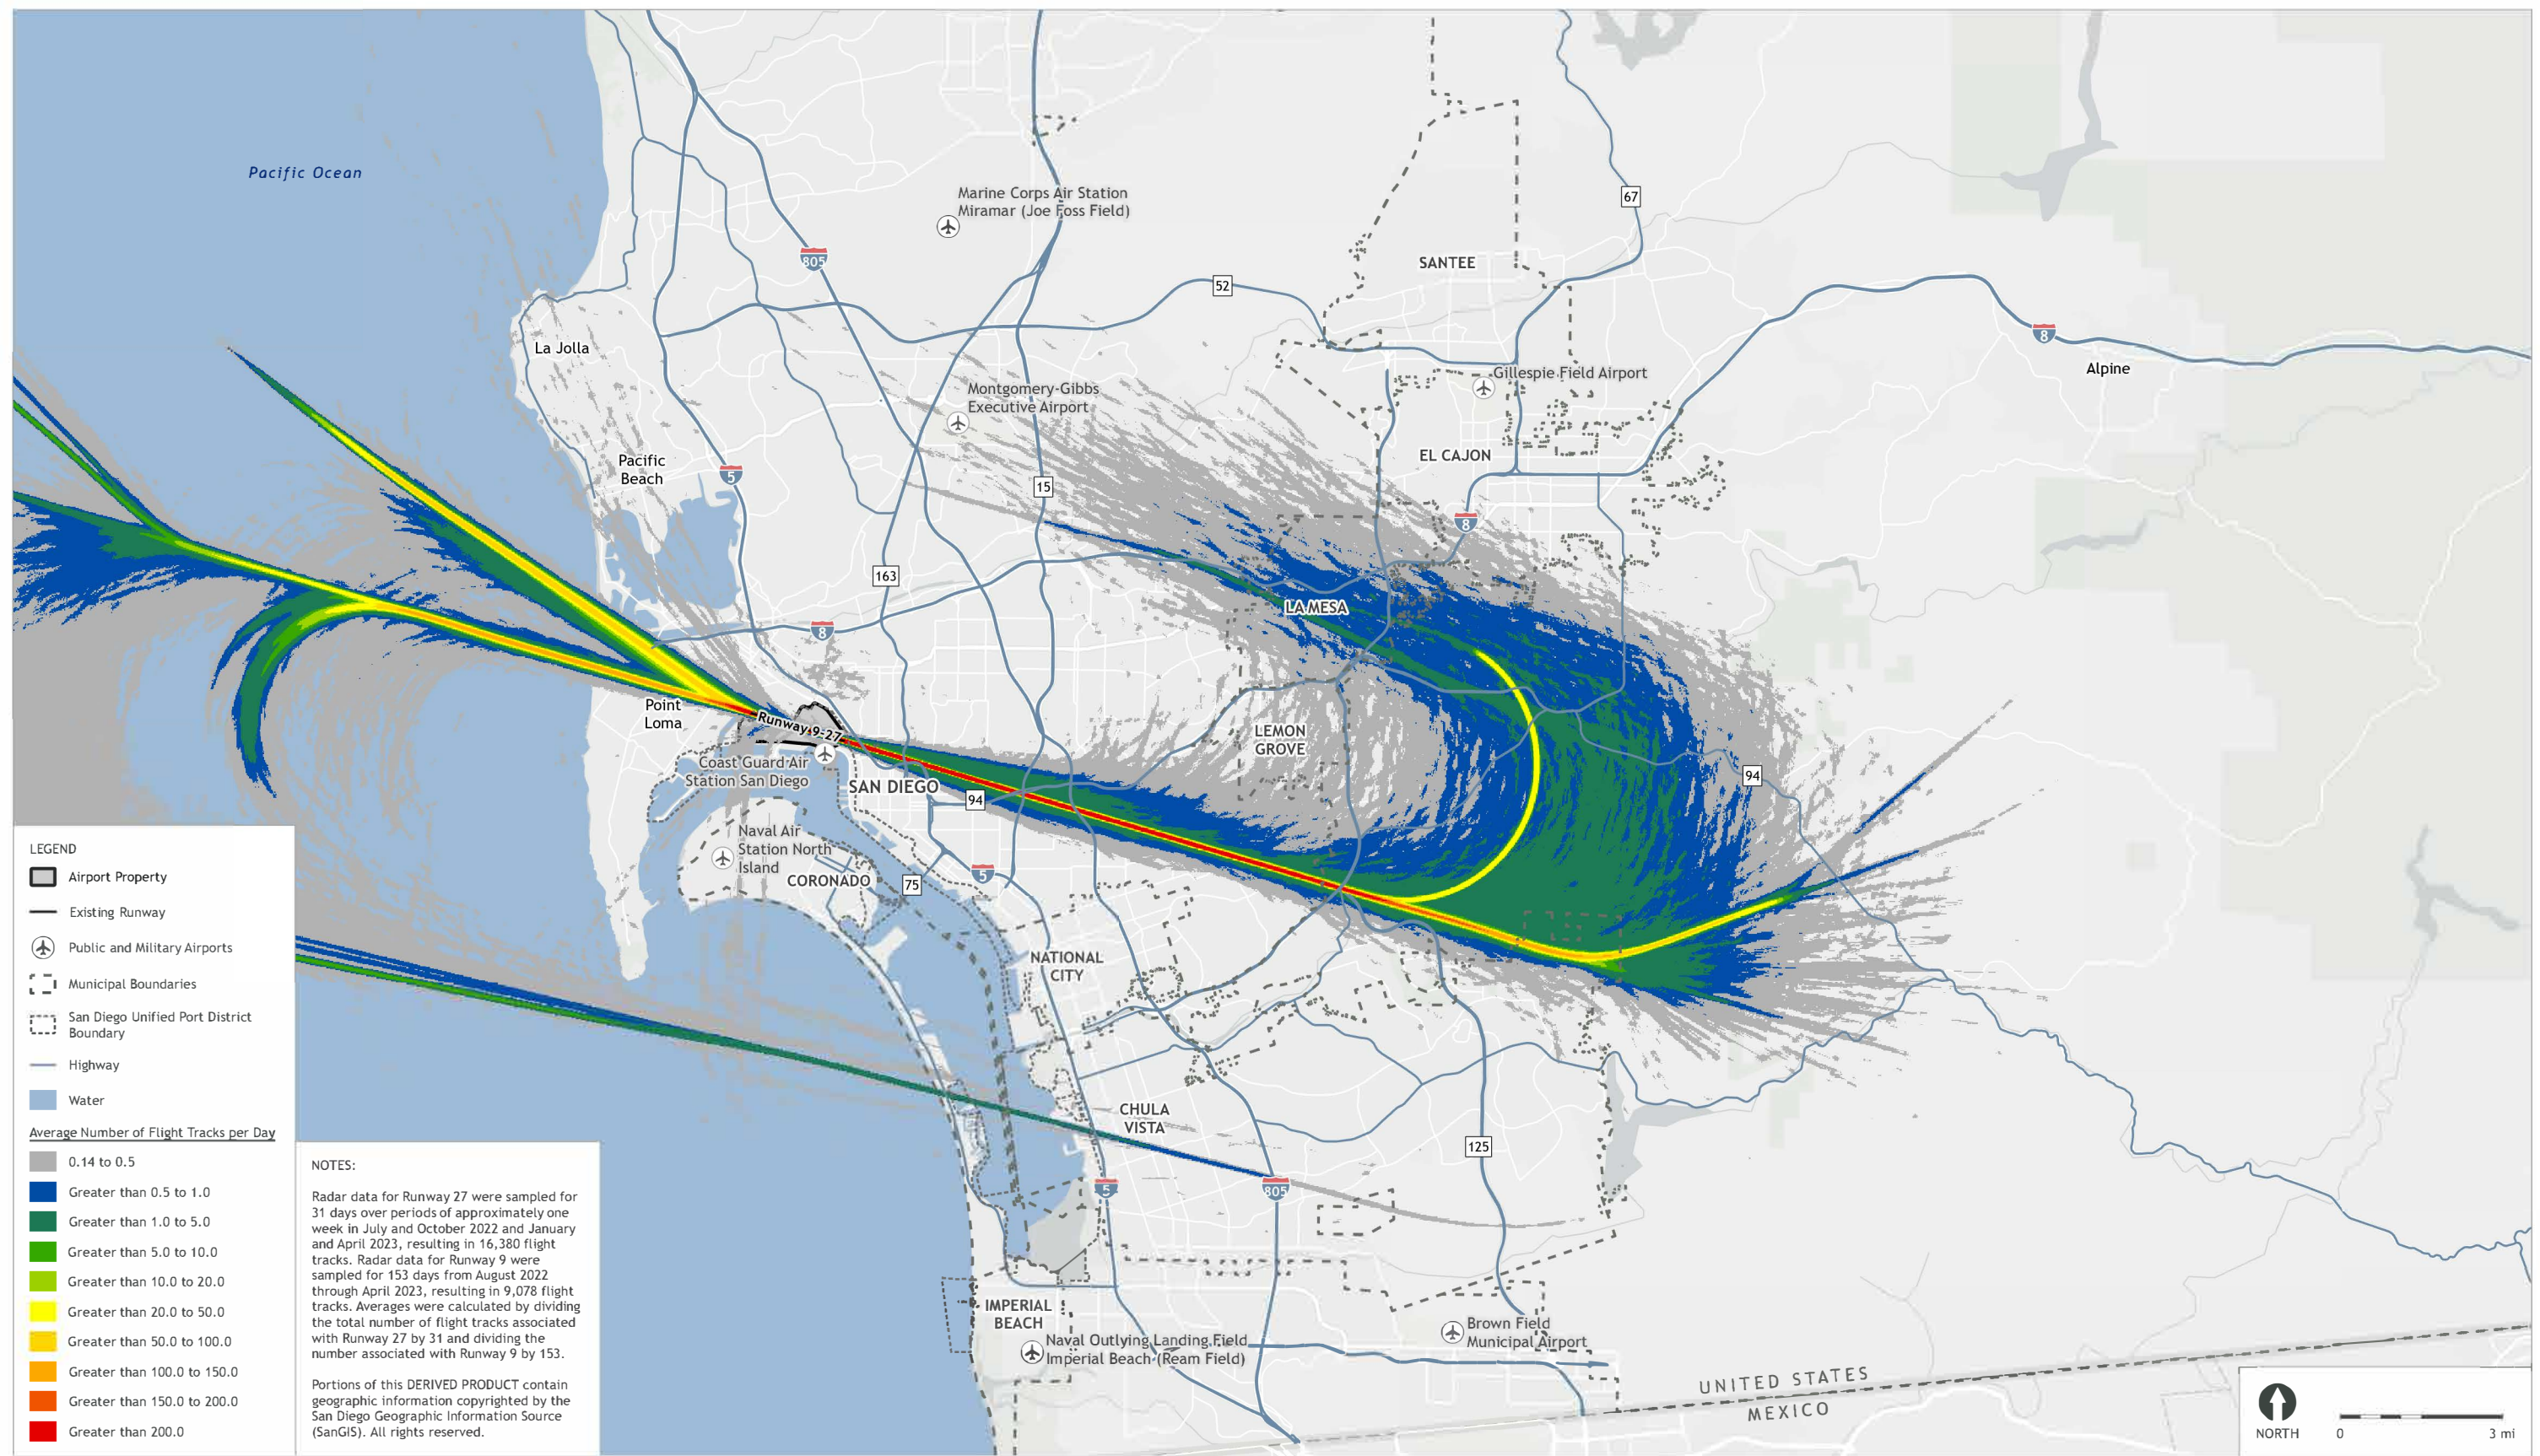 Pacific Ocean
Marine Corps Air Station
Miramar (Joe Foss Field)
67
805
SANTEE
52
8
La Jolla
Alpine
Gillespie Field Airport
Montgomery-Gibbs
Executive Airport
Pacific
Beach
5
15
EL CAJON
8
163
LA MESA
8
Point
Loma
Runway 9-27
LEMON
GROVE
Coast Guard Air
Station San Diego
SAN DIEGO
94
94
Naval Air
Station North
Island
CORONADO
75
5
NATIONAL
CITY
CHULA
VISTA
125
5
805
IMPERIAL
BEACH
Naval Outlying Landing Field
Imperial Beach (Ream Field)
Brown Field
Municipal Airport
UNITED STATES
MEXICO
LEGEND
Airport Property
Existing Runway
Public and Military Airports
Municipal Boundaries
San Diego Unified Port District
Boundary
Highway
Water
Average Number of Flight Tracks per Day
0.14 to 0.5
Greater than 0.5 to 1.0
Greater than 1.0 to 5.0
Greater than 5.0 to 10.0
Greater than 10.0 to 20.0
Greater than 20.0 to 50.0
Greater than 50.0 to 100.0
Greater than 100.0 to 150.0
Greater than 150.0 to 200.0
Greater than 200.0
NOTES:
Radar data for Runway 27 were sampled for
31 days over periods of approximately one
week in July and October 2022 and January
and April 2023, resulting in 16,380 flight
tracks. Radar data for Runway 9 were
sampled for 153 days from August 2022
through April 2023, resulting in 9,078 flight
tracks. Averages were calculated by dividing
the total number of flight tracks associated
with Runway 27 by 31 and dividing the
number associated with Runway 9 by 153.
Portions of this DERIVED PRODUCT contain
geographic information copyrighted by the
San Diego Geographic Information Source
(SanGIS). All rights reserved.
NORTH
0
3 mi